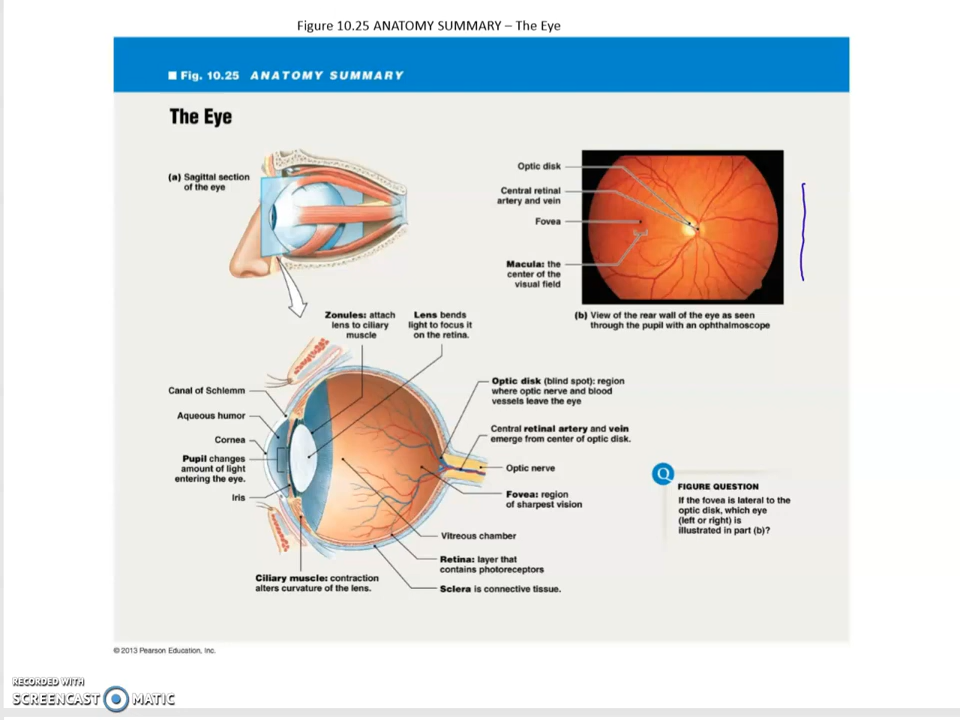 Figure 10.25 ANATOMY SUMMARY – The Eye
Fig. 10.25 ANATOMY SUMMARY
The Eye
(a) Sagittal section
of the eye
Optic disk
Central retinal
artery and vein
Fovea
Macula: the
center of the
visual field
(b) View of the rear wall of the eye as seen
through the pupil with an ophthalmoscope
Zonules: attach
lens to ciliary
muscle
Lens bends
light to focus it
on the retina.
Canal of Schlemm
Aqueous humor
Cornea
Pupil changes
amount of light
entering the eye.
Iris
Ciliary muscle: contraction
alters curvature of the lens.
Optic disk (blind spot): region
where optic nerve and blood
vessels leave the eye
Central retinal artery and vein
emerge from center of optic disk.
Optic nerve
Fovea: region
of sharpest vision
Vitreous chamber
Retina: layer that
contains photoreceptors
Sclera is connective tissue.
Q
FIGURE QUESTION
If the fovea is lateral to the
optic disk, which eye
(left or right) is
illustrated in part (b)?
© 2013 Pearson Education, Inc.
RECORDED WITH
SCREENCAST MATIC